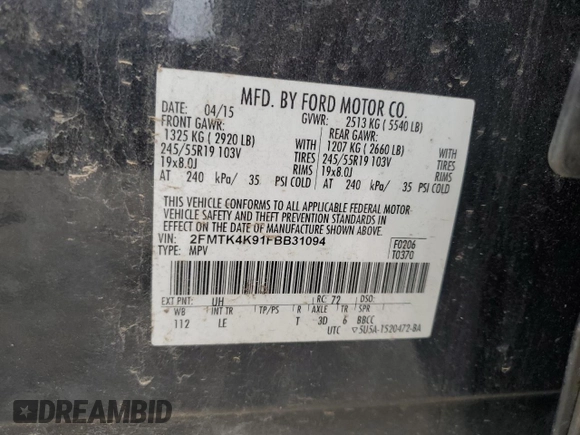 MFD. BY FORD MOTOR CO.
DATE: 04/15 GVWR: 2513 KG ( 5540 LB)
FRONT GAWR: REAR GAWR:
1325 KG ( 2920 LB) WITH 1207 KG ( 2660 LB) WITH
245/55R19 103V TIRES 245/55R19 103V TIRES
19x8.0J RIMS 19x8.0J RIMS
AT 240 kPa/ 35 PSI COLD AT 240 kPa/ 35 PSI COLD
THIS VEHICLE CONFORMS TO ALL APPLICABLE FEDERAL MOTOR
VEHICLE SAFETY AND THEFT PREVENTION STANDARDS IN
EFFECT ON THE DATE OF MANUFACTURE SHOWN ABOVE.
VIN: 2FMTK4K91FBB31094 F0206
TYPE: MPV T0370
EXT PNT: UH RC: 72 DSO:
WB INT TR TP/PS R AXLE TR SPR
112 LE T 3D 6 BBCC
UTC ▽5U5A-1520472-BA
DREAMBID